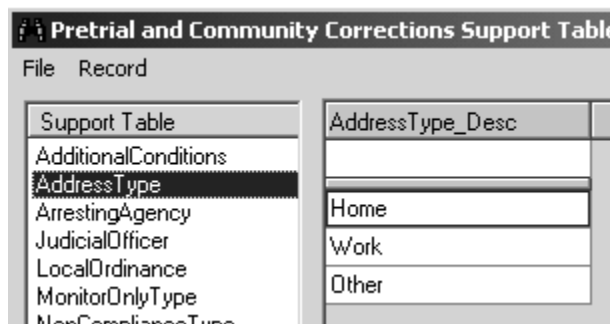 Pretrial and Community Corrections Support Table
File Record
Support Table
AddressType_Desc
AdditionalConditions
AddressType
ArrestingAgency
JudicialOfficer
LocalOrdinance
MonitorOnlyType
NonComplianceType
Home
Work
Other